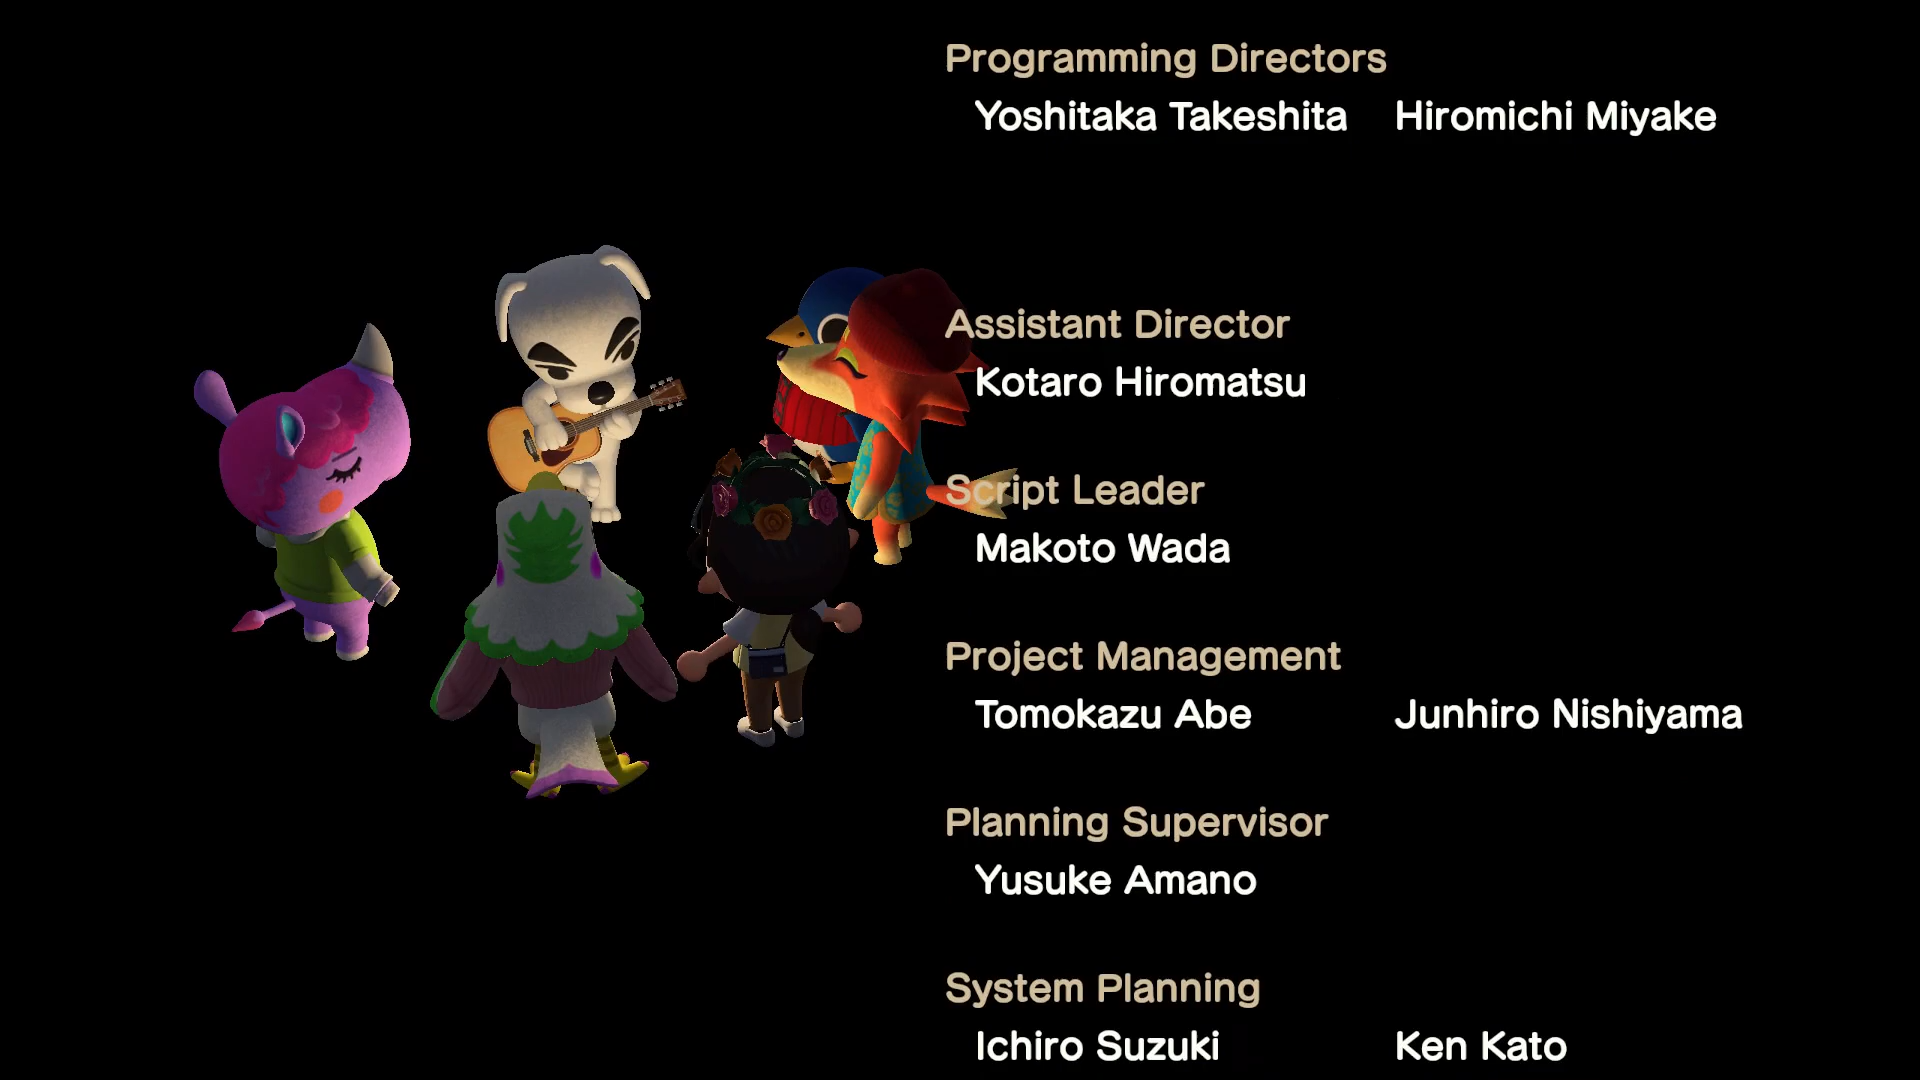 Programming Directors
Yoshitaka Takeshita Hiromichi Miyake
Assistant Director
Kotaro Hiromatsu
Script Leader
Makoto Wada
Project Management
Tomokazu Abe Junhiro Nishiyama
Planning Supervisor
Yusuke Amano
System Planning
Ichiro Suzuki Ken Kato